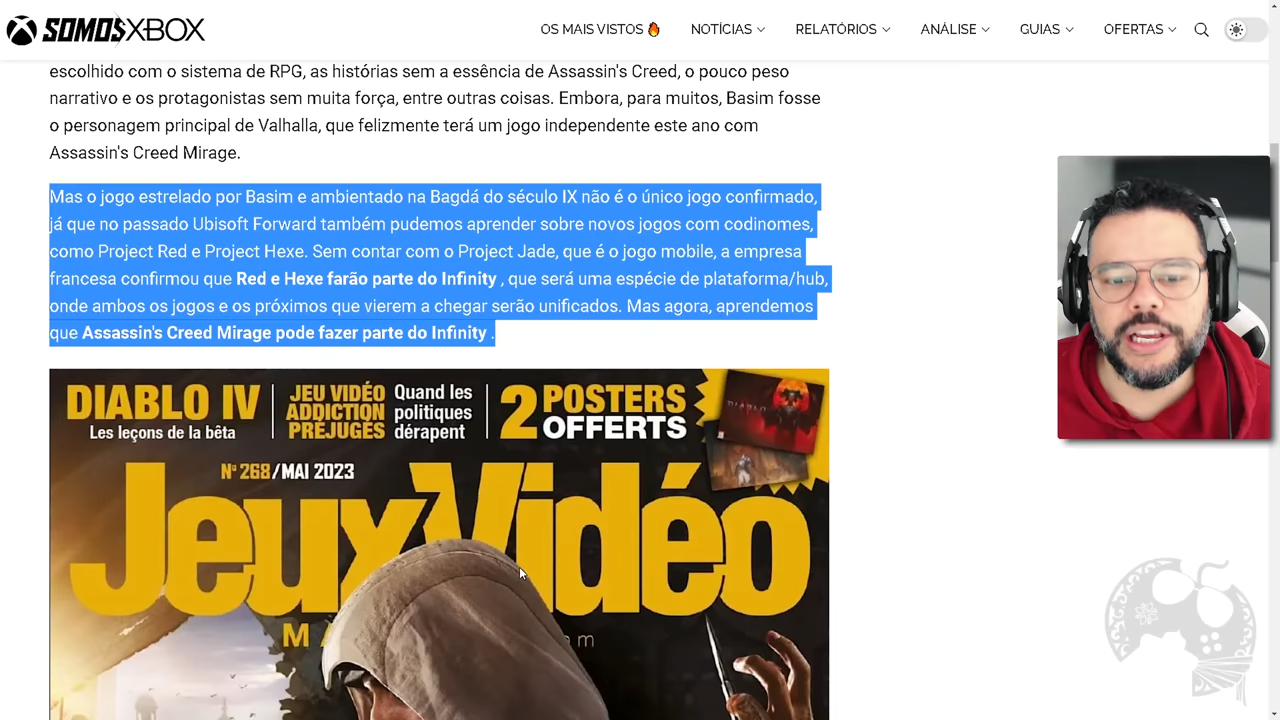 SOMOSXBOX
OS MAIS VISTOS NOTÍCIAS RELATÓRIOS ANÁLISE GUIAS OFERTAS
escolhido com o sistema de RPG, as histórias sem a essência de Assassin's Creed, o pouco peso
narrativo e os protagonistas sem muita força, entre outras coisas. Embora, para muitos, Basim fosse
o personagem principal de Valhalla, que felizmente terá um jogo independente este ano com
Assassin's Creed Mirage.
Mas o jogo estrelado por Basim e ambientado na Bagdá do século IX não é o único jogo confirmado,
já que no passado Ubisoft Forward também pudemos aprender sobre novos jogos com codinomes,
como Project Red e Project Hexe. Sem contar com o Project Jade, que é o jogo mobile, a empresa
francesa confirmou que Red e Hexe farão parte do Infinity , que será uma espécie de plataforma/hub,
onde ambos os jogos e os próximos que vierem a chegar serão unificados. Mas agora, aprendemos
que Assassin's Creed Mirage pode fazer parte do Infinity .
DIABLO IV
Les leçons de la bêta
JEU VIDÉO
ADDICTION
PRÉJUGÉS
Quand les
politiques
dérapent
2 POSTERS
OFFERTS
DIABLO
N° 268/MAI 2023
JeuxVidéo